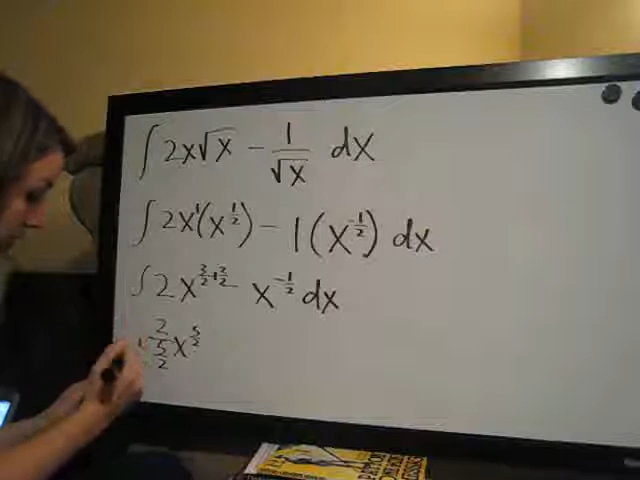 ∫ 2x√x − 1/√x dx
∫ 2x¹(x^(1/2)) − 1(x^(−1/2)) dx
∫ 2x^(3/2+2/2) − x^(−1/2) dx
2/(5/2) x^(5/2)